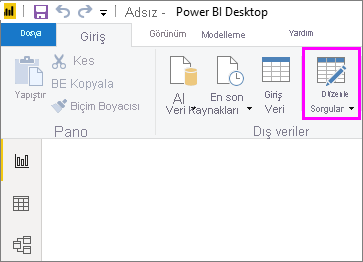 Adsız - Power BI Desktop
Dosya Giriş Görünüm Modelleme Yardım
Yapıştır
Kes
BE Kopyala
Biçim Boyacısı
Pano
Al
Veri
En son
Kaynakları
Giriş
Veri
Dış veriler
Düzenle
Sorgular